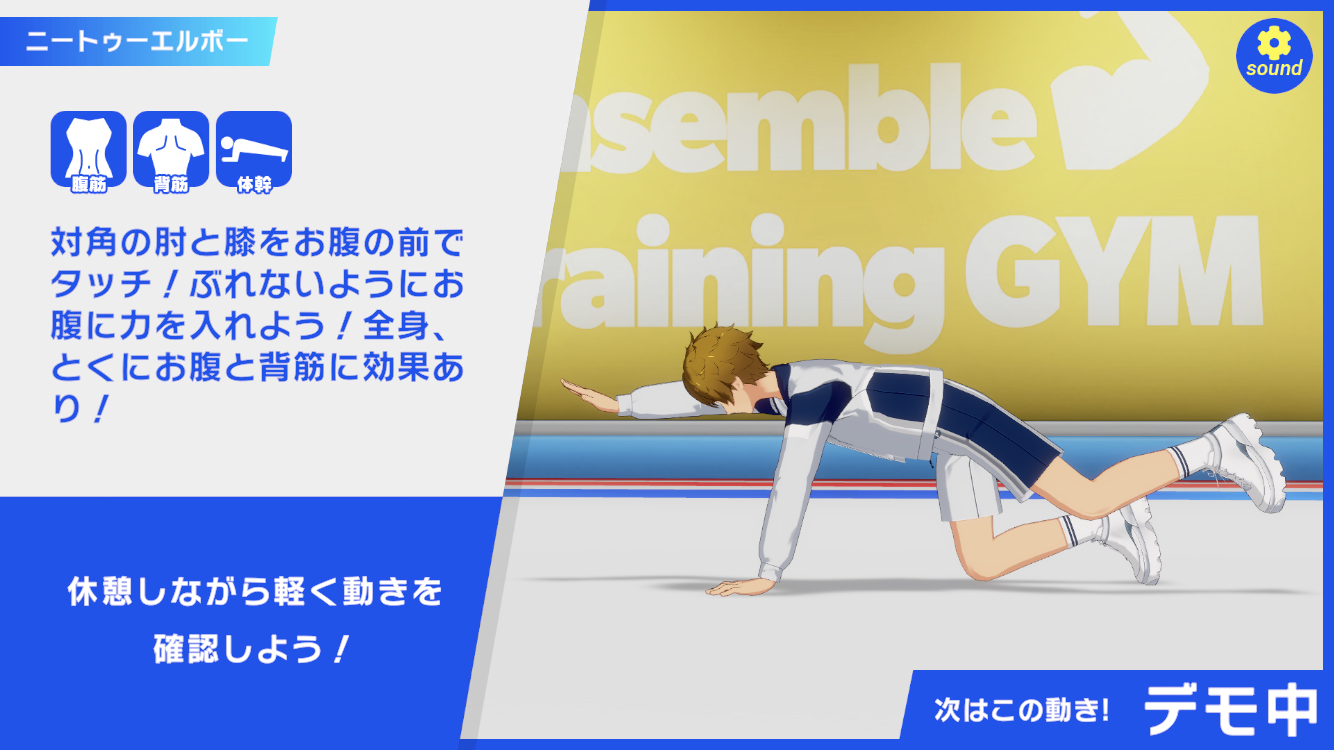 ニートゥーエルボー
腹筋
背筋
体幹
対角の肘と膝をお腹の前で
タッチ！ぶれないようにお
腹に力を入れよう！全身、
とくにお腹と背筋に効果あ
り！
休憩しながら軽く動きを
確認しよう！
nsemble
raining GYM
sound
次はこの動き!
デモ中